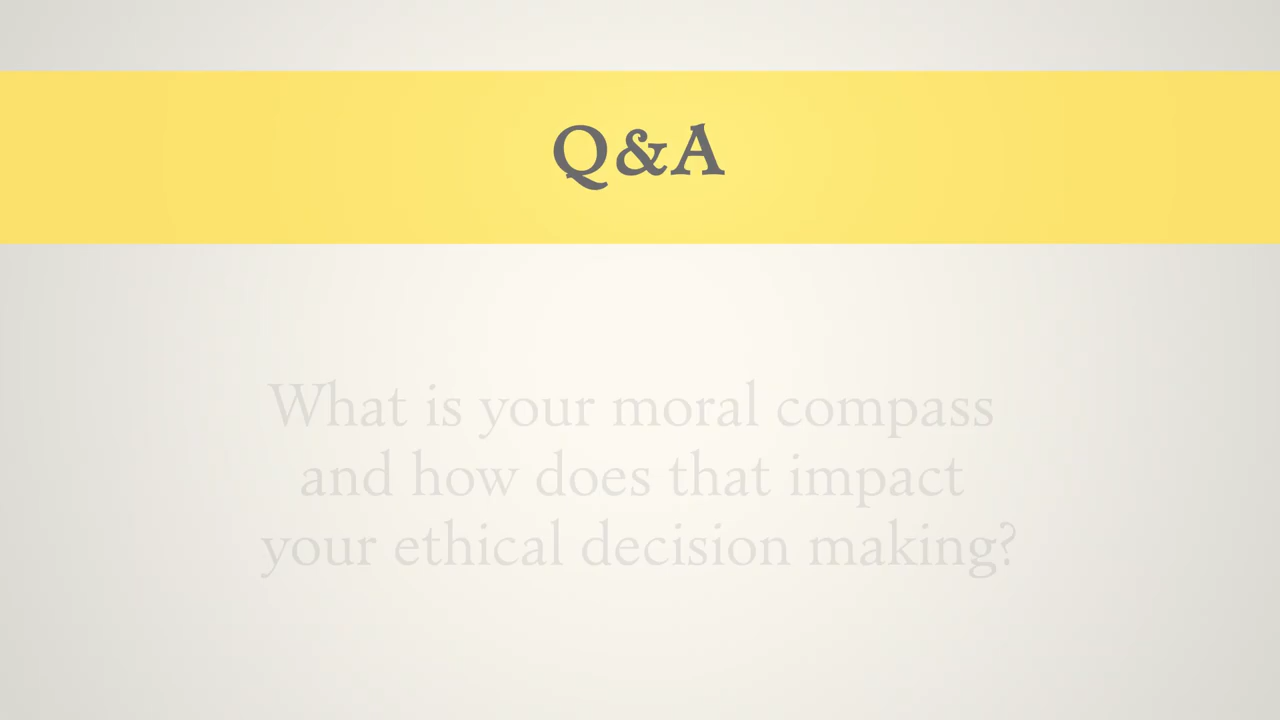 Q&A
What is your moral compass
and how does that impact
your ethical decision making?